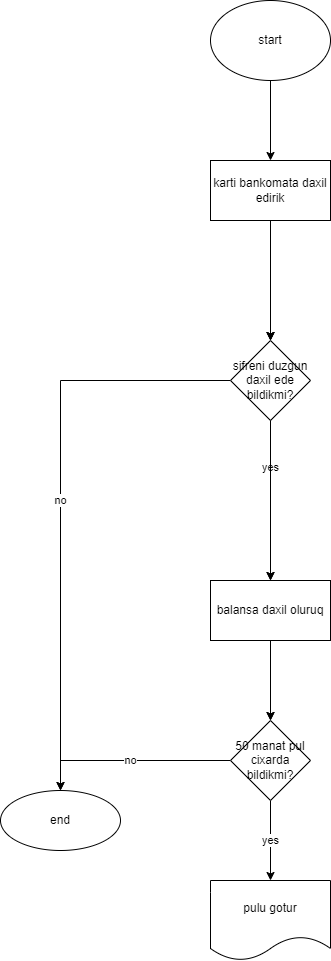 start
karti bankomata daxil
edirik
sifreni duzgun
daxil ede
bildikmi?
yes
no
balansa daxil oluruq
50 manat pul
cixarda
bildikmi?
no
end
yes
pulu gotur